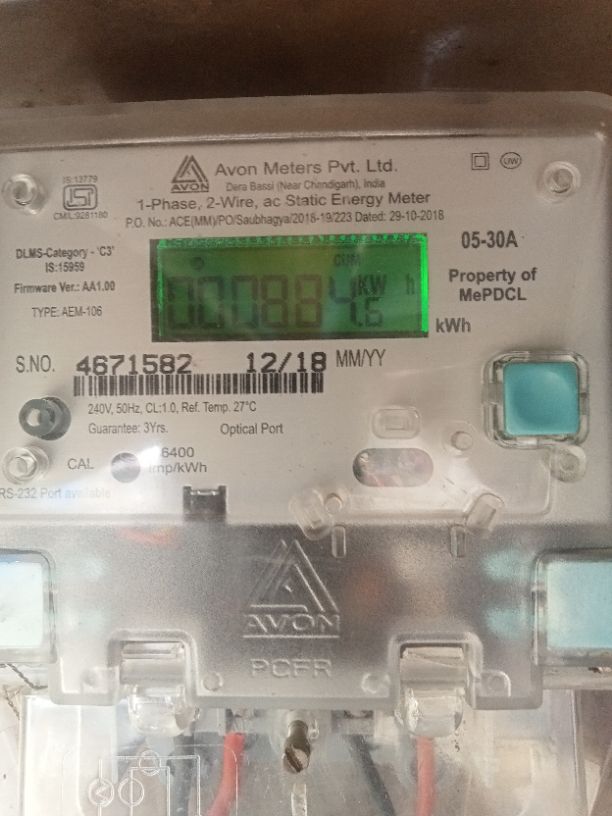 IS:13779
ISI
CM/L:9281180
AVON
Avon Meters Pvt. Ltd.
Dera Bassi (Near Chandigarh), India
1-Phase, 2-Wire, ac Static Energy Meter
P.O. No.: ACE(MM)/PO/Saubhagya/2018-19/223 Dated: 29-10-2018
UW
DLMS-Category - 'C3'
IS:15959
Firmware Ver.: AA1.00
TYPE: AEM-106
CUM
KW h
kWh
05-30A
Property of
MePDCL
S.NO. 4671582 12/18 MM/YY
240V, 50Hz, CL:1.0, Ref. Temp. 27°C
Guarantee: 3Yrs. Optical Port
CAL 6400
imp/kWh
RS-232 Port available
AVON
PCFR